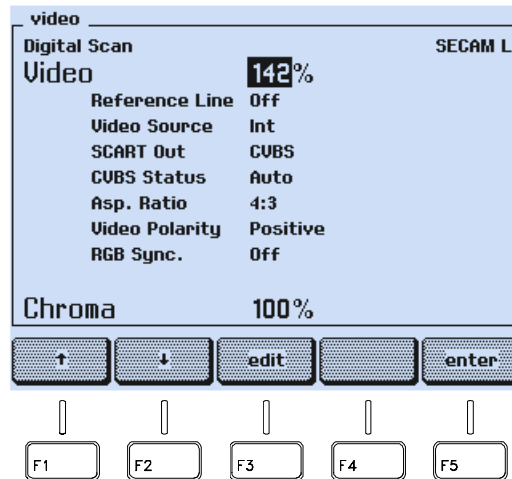 video
Digital Scan SECAM L
Video 142%
Reference Line Off
Video Source Int
SCART Out CVBS
CVBS Status Auto
Asp. Ratio 4:3
Video Polarity Positive
RGB Sync. Off
Chroma 100%
↑ ↓ edit enter
F1 F2 F3 F4 F5